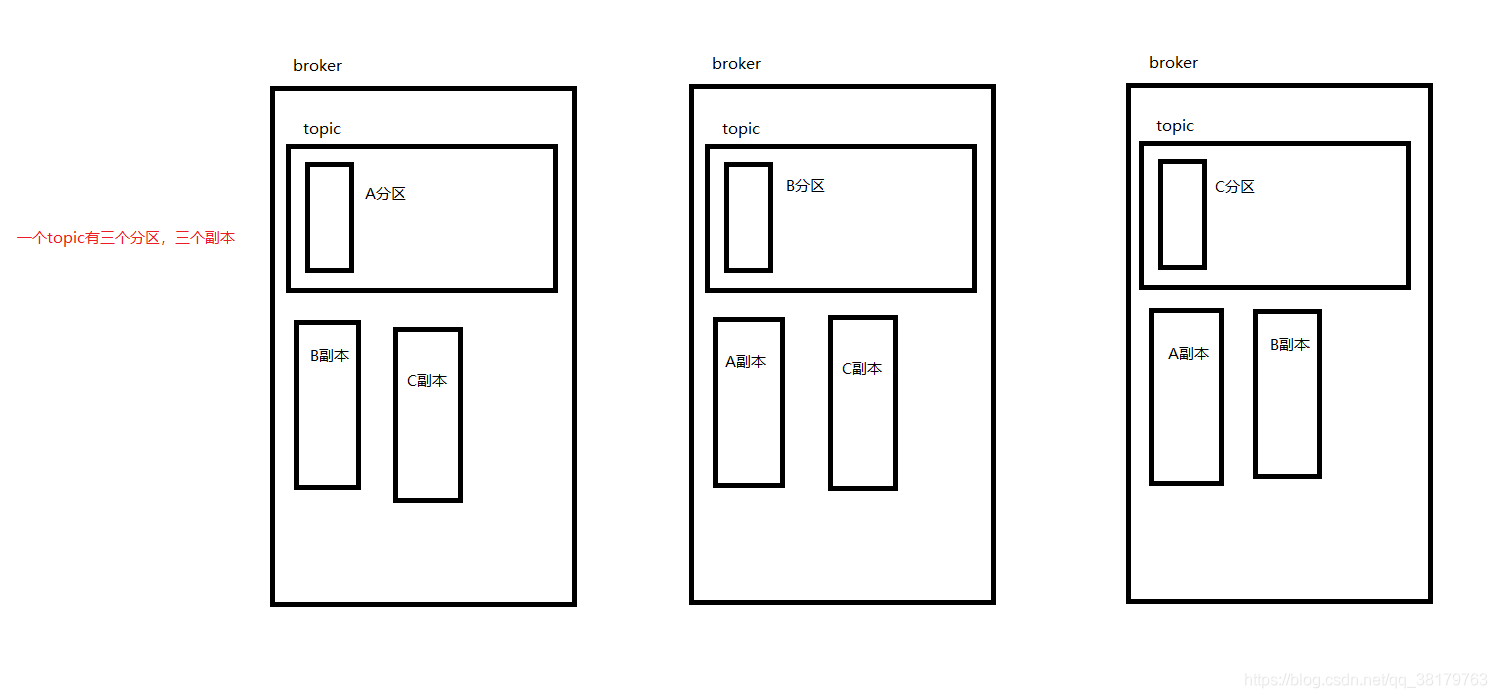 broker
broker
broker
topic
topic
topic
A分区
B分区
C分区
一个topic有三个分区，三个副本
B副本
C副本
A副本
C副本
A副本
B副本
https://blog.csdn.net/qq_38179763